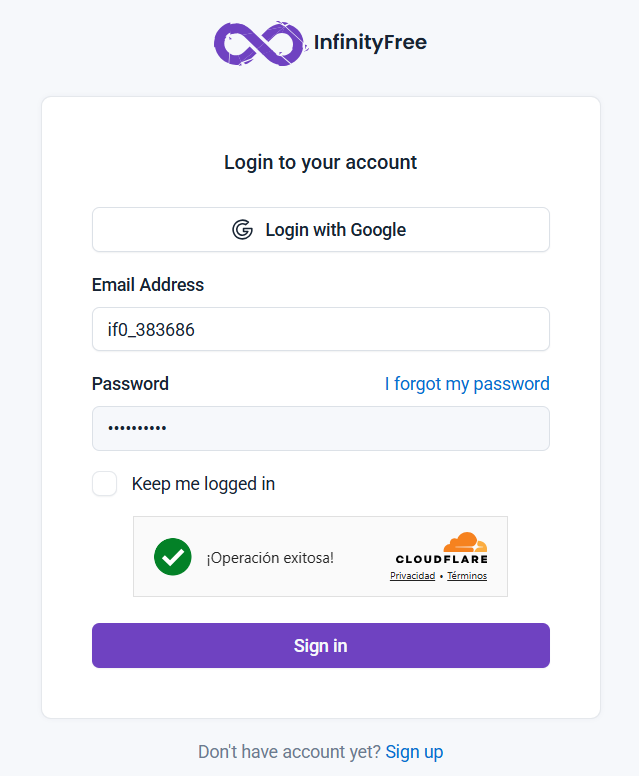 InfinityFree
Login to your account
Login with Google
Email Address
if0_383686
Password I forgot my password
••••••••••
Keep me logged in
¡Operación exitosa!
CLOUDFLARE
Privacidad • Términos
Sign in
Don't have account yet? Sign up